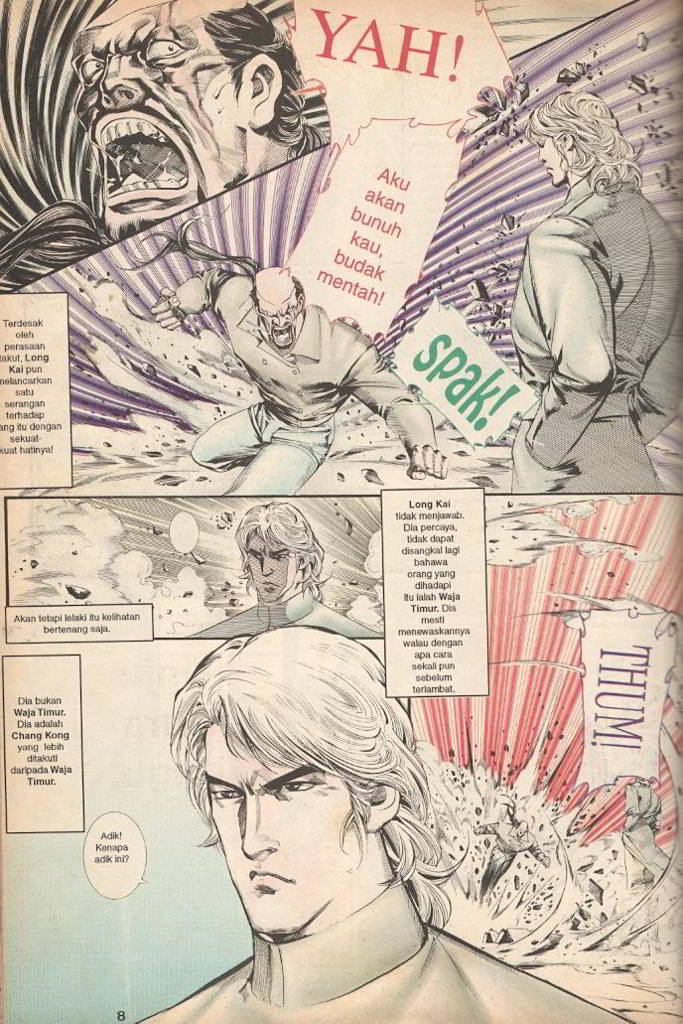 YAH!
Aku
akan
bunuh
kau,
budak
mentah!
Terdesak
oleh
perasaan
takut, Long
Kai pun
melancarkan
satu
serangan
terhadap
itu dengan
sekuat-
kuat hatinya!
spak!
Long Kai
tidak menjawab.
Dia percaya,
tidak dapat
disangkal lagi
bahawa
orang yang
dihadapi
itu ialah Waja
Timur. Dia
mesti
menewaskannya
walau dengan
apa cara
sekali pun
sebelum
terlambat.
Akan tetapi lelaki itu kelihatan
bertenang saja.
THUM!
Dia bukan
Waja Timur.
Dia adalah
Chang Kong
yang lebih
ditakuti
daripada Waja
Timur.
Adik!
Kenapa
adik ini?
8